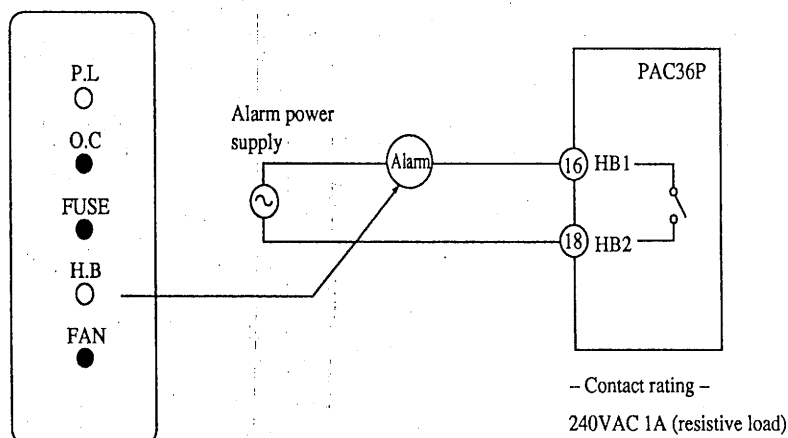 P.L
O.C
FUSE
H.B
FAN
Alarm power
supply
Alarm
PAC36P
16 HB1
18 HB2
– Contact rating –
240VAC 1A (resistive load)